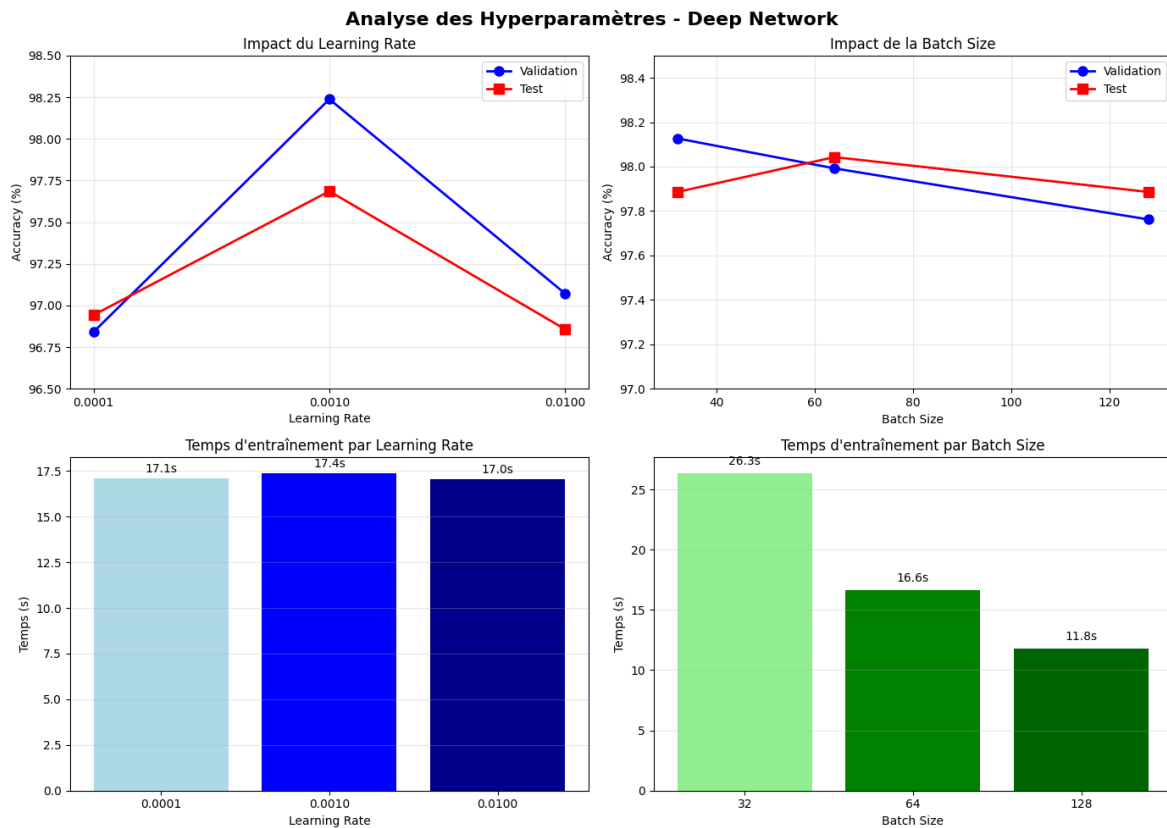 Analyse des Hyperparamètres - Deep Network
Impact du Learning Rate
98.50
98.25
98.00
97.75
97.50
97.25
97.00
96.75
96.50
Accuracy (%)
Validation
Test
0.0001 0.0010 0.0100
Learning Rate
Impact de la Batch Size
98.4
98.2
98.0
97.8
97.6
97.4
97.2
97.0
Accuracy (%)
Validation
Test
40 60 80 100 120
Batch Size
Temps d'entraînement par Learning Rate
17.5
15.0
12.5
10.0
7.5
5.0
2.5
0.0
Temps (s)
17.1s 17.4s 17.0s
0.0001 0.0010 0.0100
Learning Rate
Temps d'entraînement par Batch Size
25
20
15
10
5
0
Temps (s)
26.3s
16.6s
11.8s
32 64 128
Batch Size